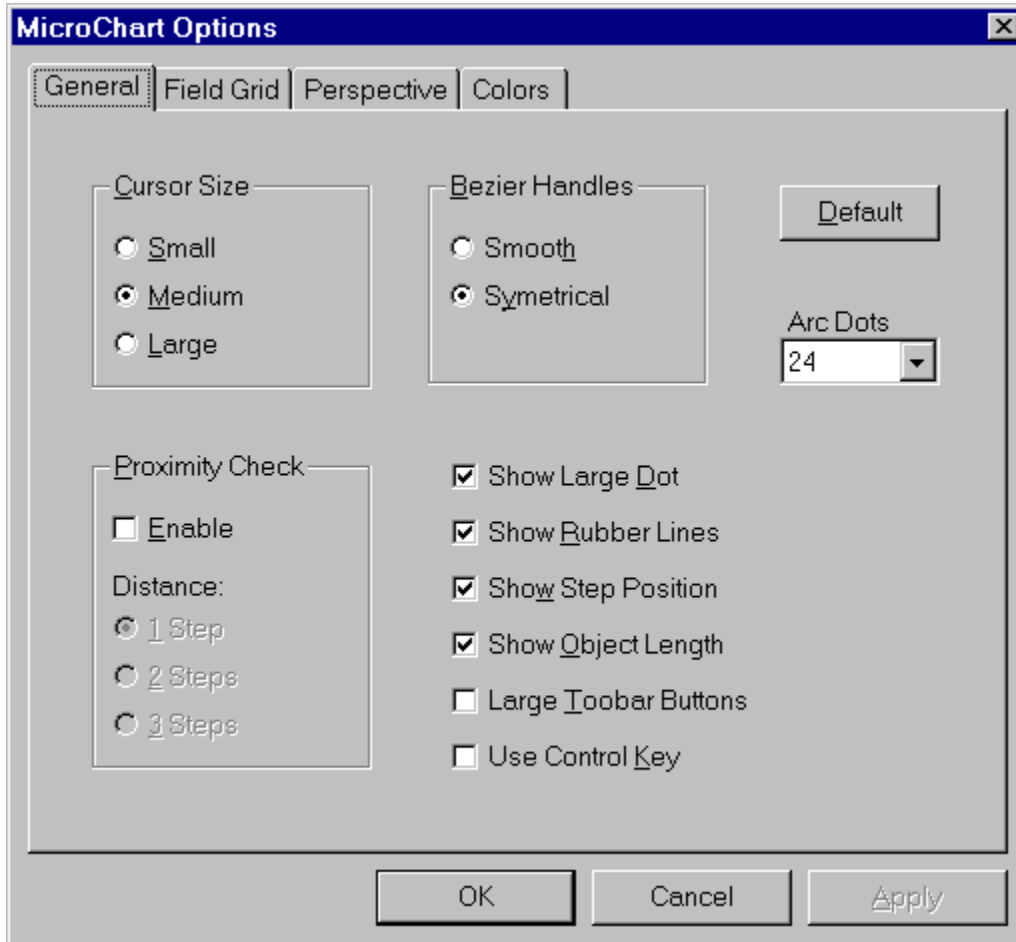 MicroChart Options
General
Field Grid
Perspective
Colors
Cursor Size
Small
Medium
Large
Bezier Handles
Smooth
Symetrical
Default
Arc Dots
24
Proximity Check
Enable
Distance:
1 Step
2 Steps
3 Steps
Show Large Dot
Show Rubber Lines
Show Step Position
Show Object Length
Large Toobar Buttons
Use Control Key
OK
Cancel
Apply